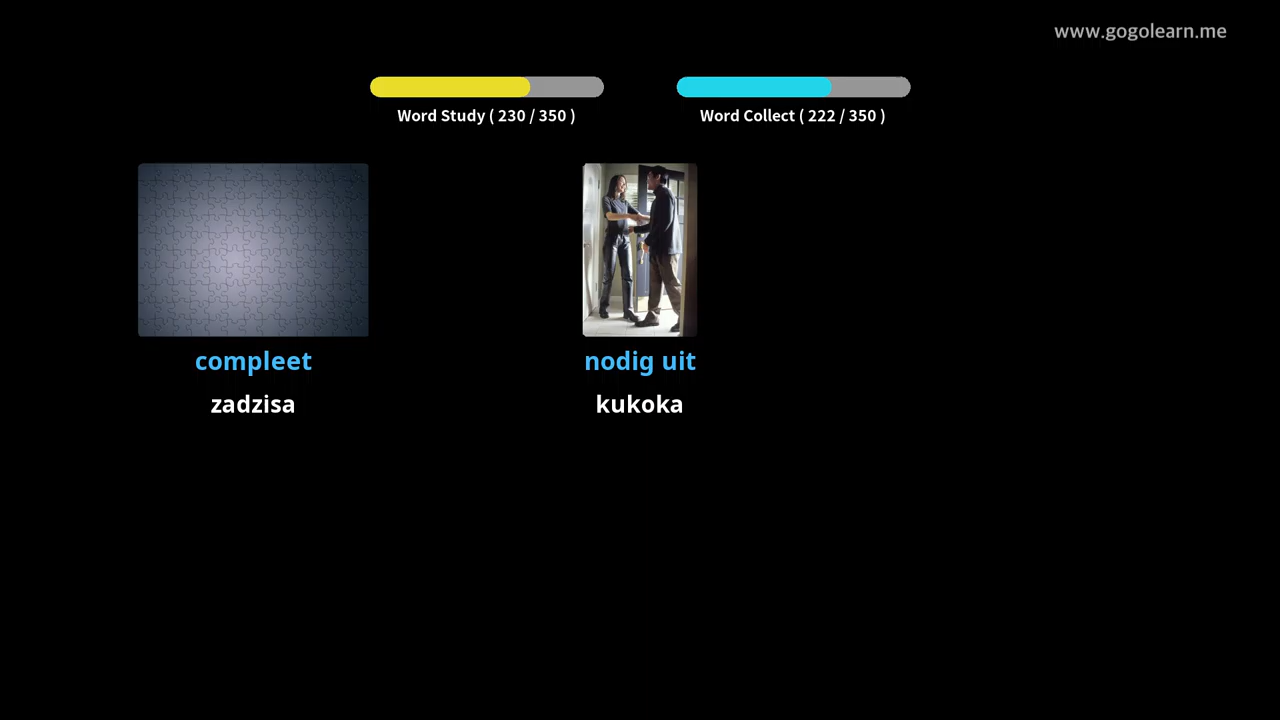 www.gogolearn.me
Word Study ( 230 / 350 )
Word Collect ( 222 / 350 )
compleet
nodig uit
zadzisa
kukoka